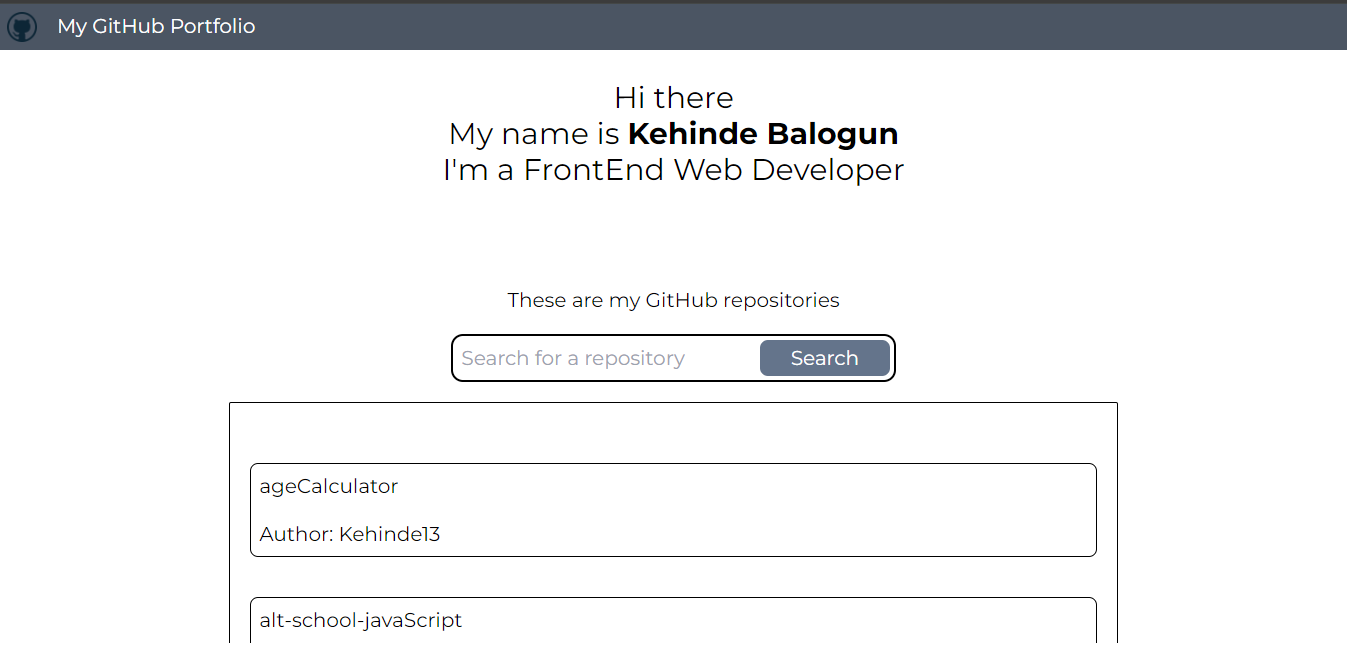 My GitHub Portfolio
Hi there
My name is Kehinde Balogun
I'm a FrontEnd Web Developer
These are my GitHub repositories
Search for a repository
Search
ageCalculator
Author: Kehinde13
alt-school-javaScript